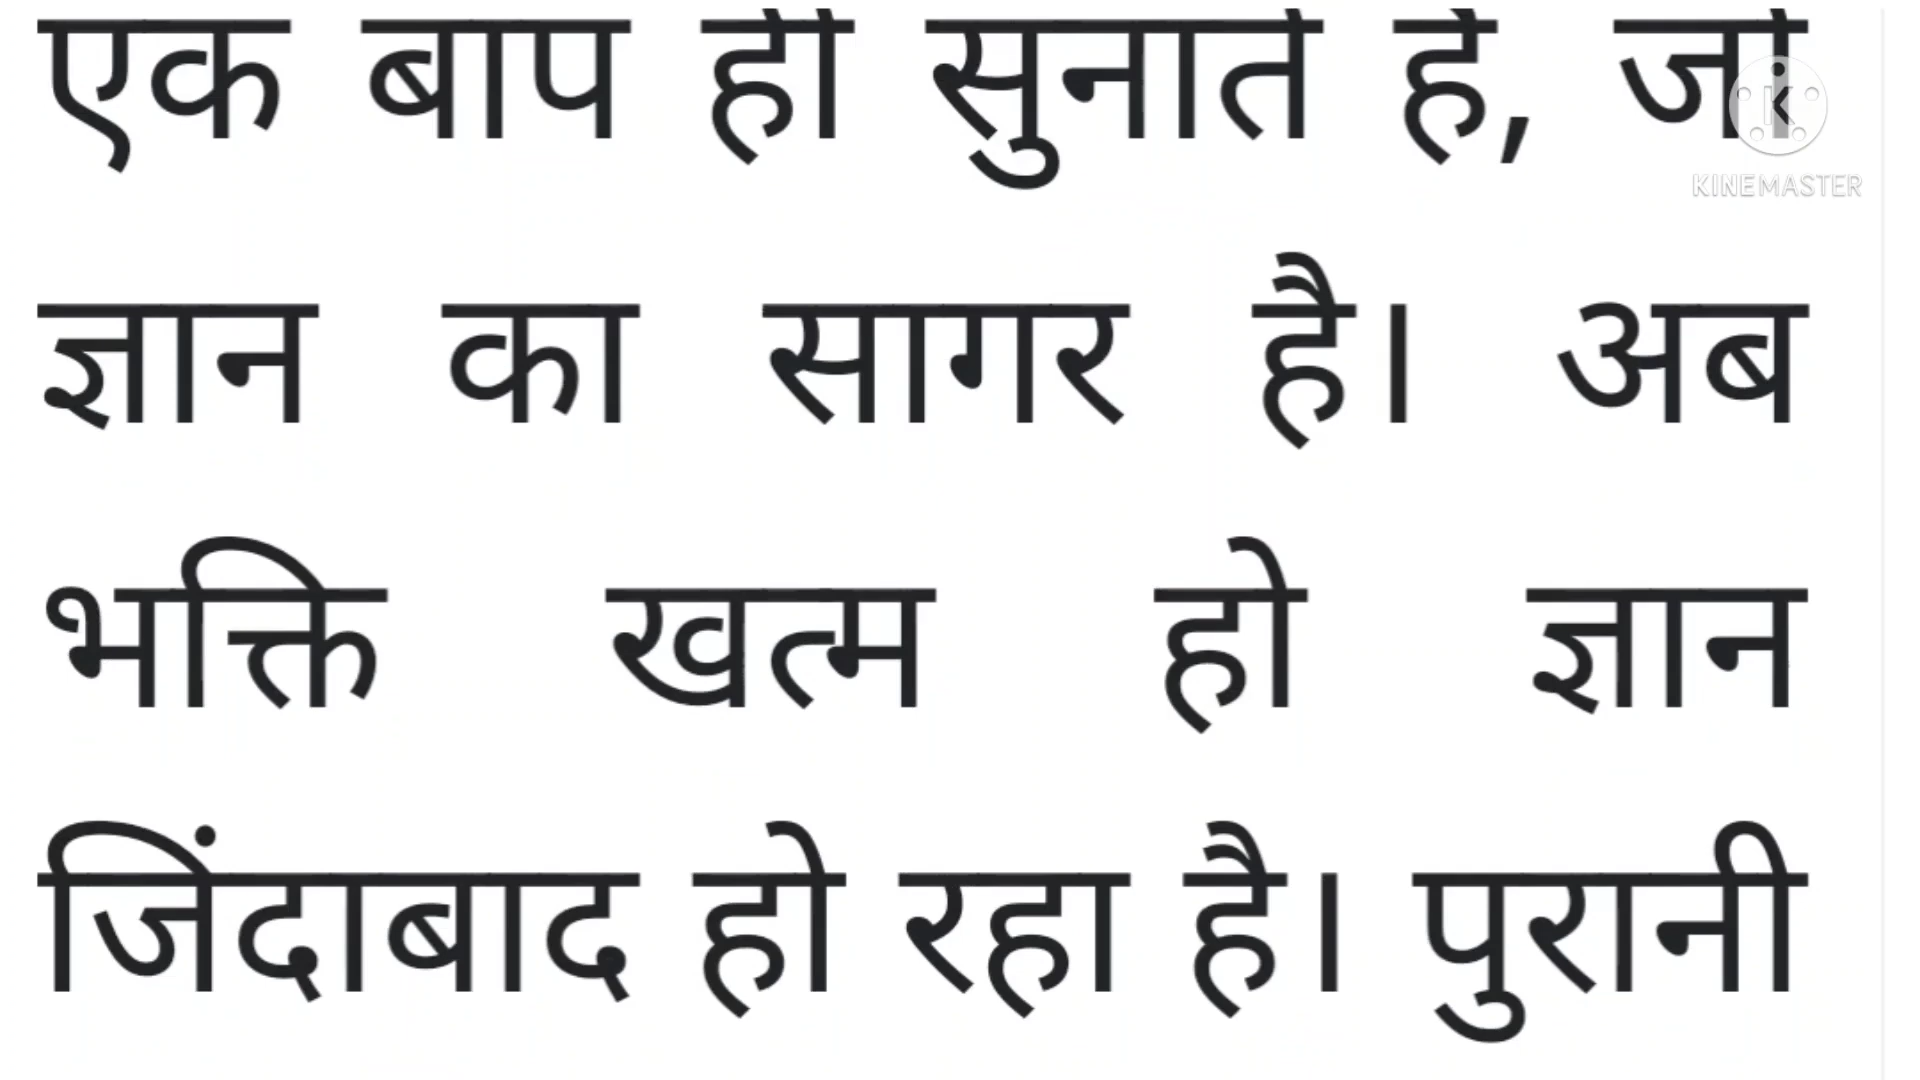 एक बाप ही सुनाते है, जो
ज्ञान का सागर है। अब
भक्ति खत्म हो ज्ञान
जिंदाबाद हो रहा है। पुरानी
KINEMASTER